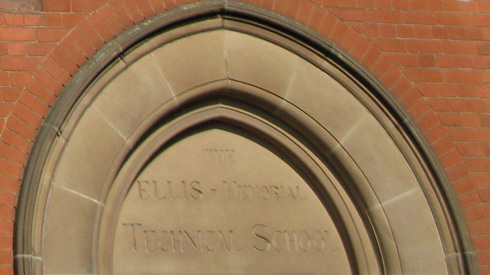 THE
ELLIS - MEMORIAL
TECHNICAL SCHOOL